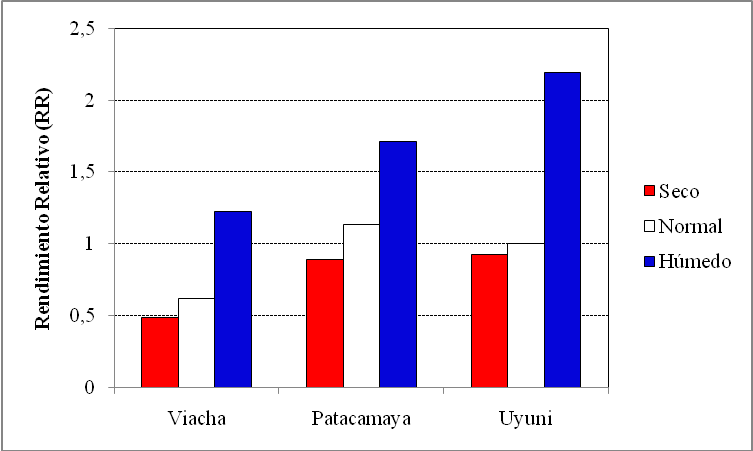 Rendimiento Relativo (RR)
2,5
2
1,5
1
0,5
0
Viacha
Patacamaya
Uyuni
Seco
Normal
Húmedo